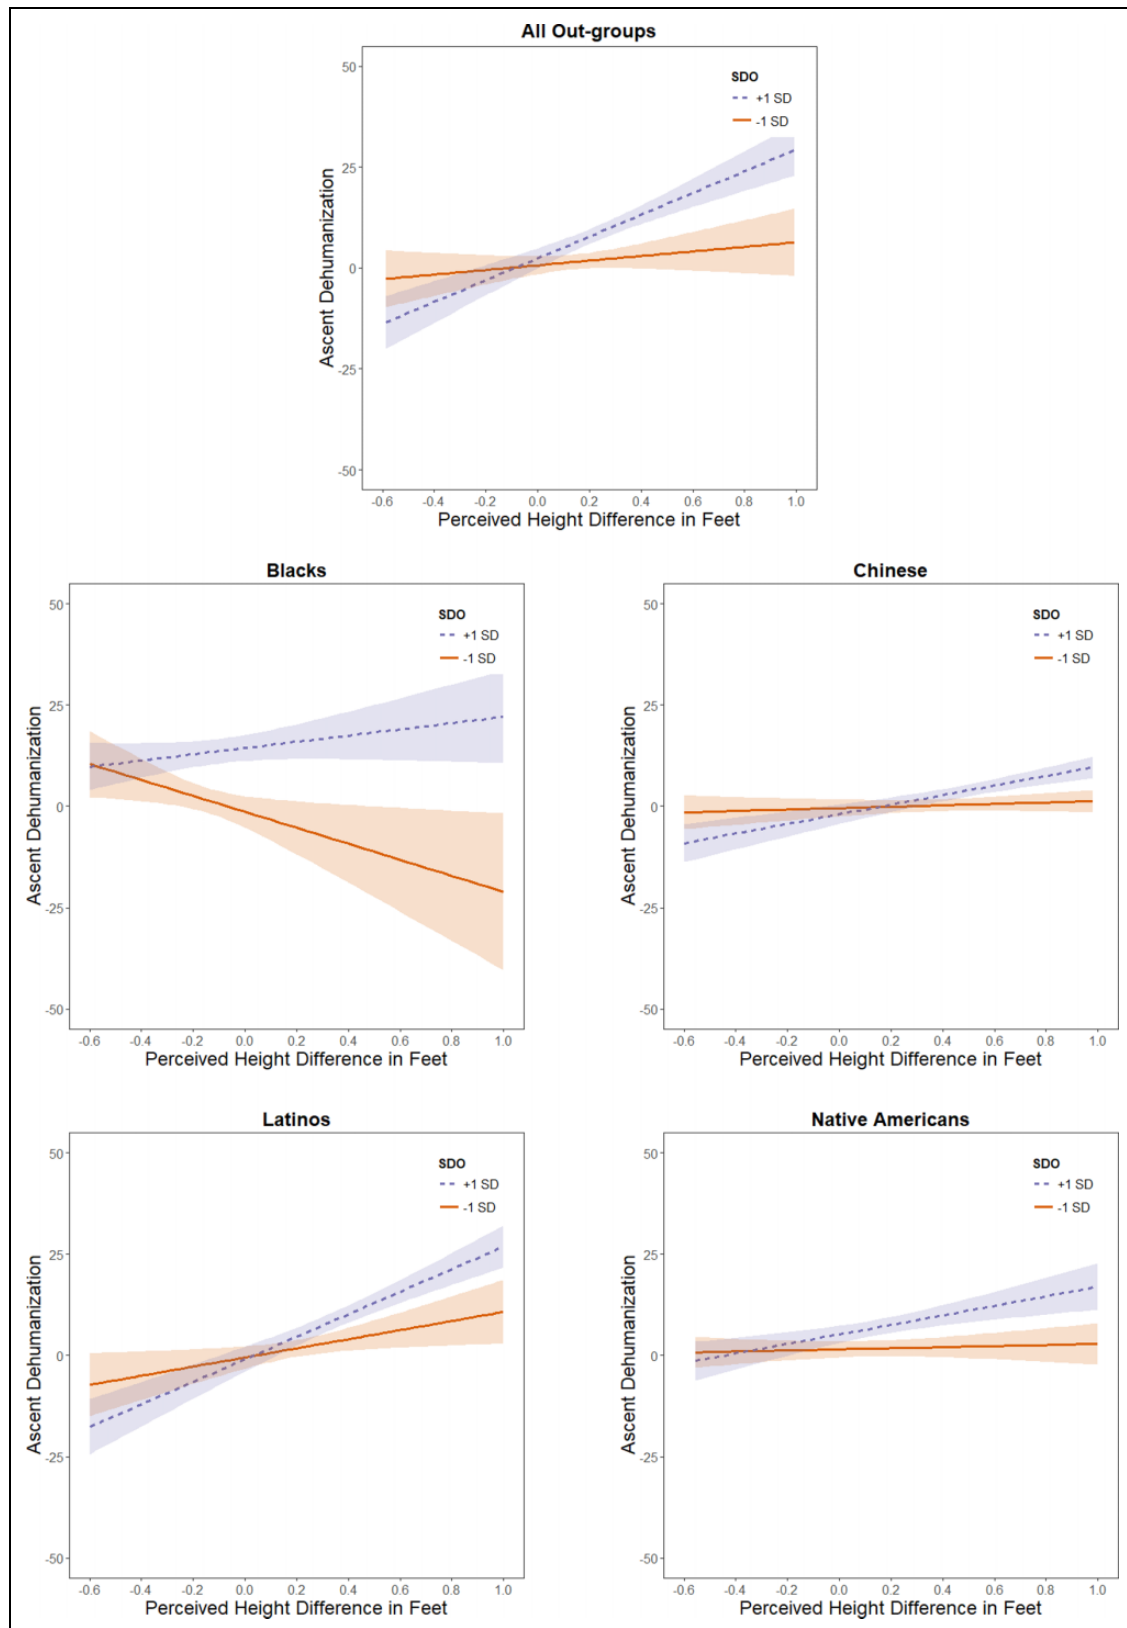 All Out-groups
50
25
0
-25
-50
Ascent Dehumanization
SDO
+1 SD
-1 SD
-0.6 -0.4 -0.2 0.0 0.2 0.4 0.6 0.8 1.0
Perceived Height Difference in Feet
Blacks
50
25
0
-25
-50
Ascent Dehumanization
SDO
+1 SD
-1 SD
-0.6 -0.4 -0.2 0.0 0.2 0.4 0.6 0.8 1.0
Perceived Height Difference in Feet
Chinese
50
25
0
-25
-50
Ascent Dehumanization
SDO
+1 SD
-1 SD
-0.6 -0.4 -0.2 0.0 0.2 0.4 0.6 0.8 1.0
Perceived Height Difference in Feet
Latinos
50
25
0
-25
-50
Ascent Dehumanization
SDO
+1 SD
-1 SD
-0.6 -0.4 -0.2 0.0 0.2 0.4 0.6 0.8 1.0
Perceived Height Difference in Feet
Native Americans
50
25
0
-25
-50
Ascent Dehumanization
SDO
+1 SD
-1 SD
-0.6 -0.4 -0.2 0.0 0.2 0.4 0.6 0.8 1.0
Perceived Height Difference in Feet